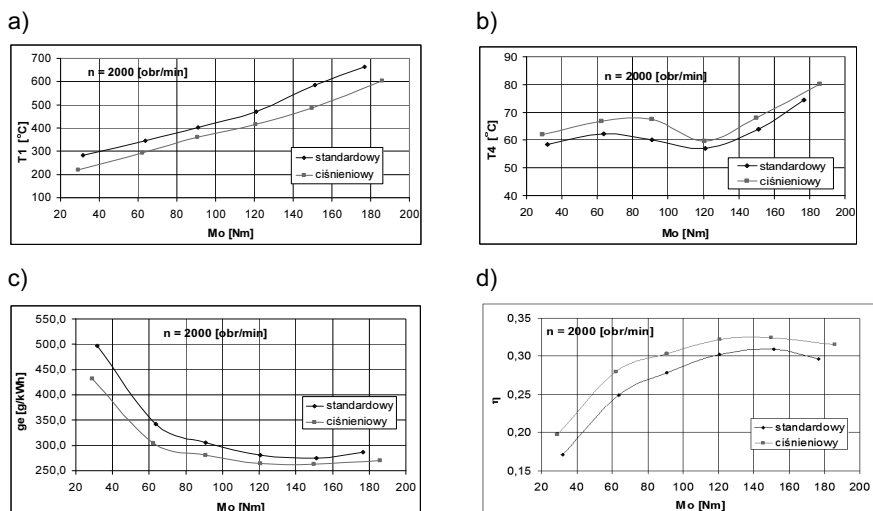 a)
n = 2000 [obr/min]
T1 [°C]
700
600
500
400
300
200
100
standardowy
ciśnieniowy
20 40 60 80 100 120 140 160 180 200
Mo [Nm]
b)
n = 2000 [obr/min]
T4 [°C]
90
80
70
60
50
40
standardowy
ciśnieniowy
20 40 60 80 100 120 140 160 180 200
Mo [Nm]
c)
n = 2000 [obr/min]
ge [g/kWh]
550,0
500,0
450,0
400,0
350,0
300,0
250,0
standardowy
ciśnieniowy
20 40 60 80 100 120 140 160 180 200
Mo [Nm]
d)
n = 2000 [obr/min]
η
0,35
0,30
0,25
0,20
0,15
standardowy
ciśnieniowy
20 40 60 80 100 120 140 160 180 200
Mo [Nm]